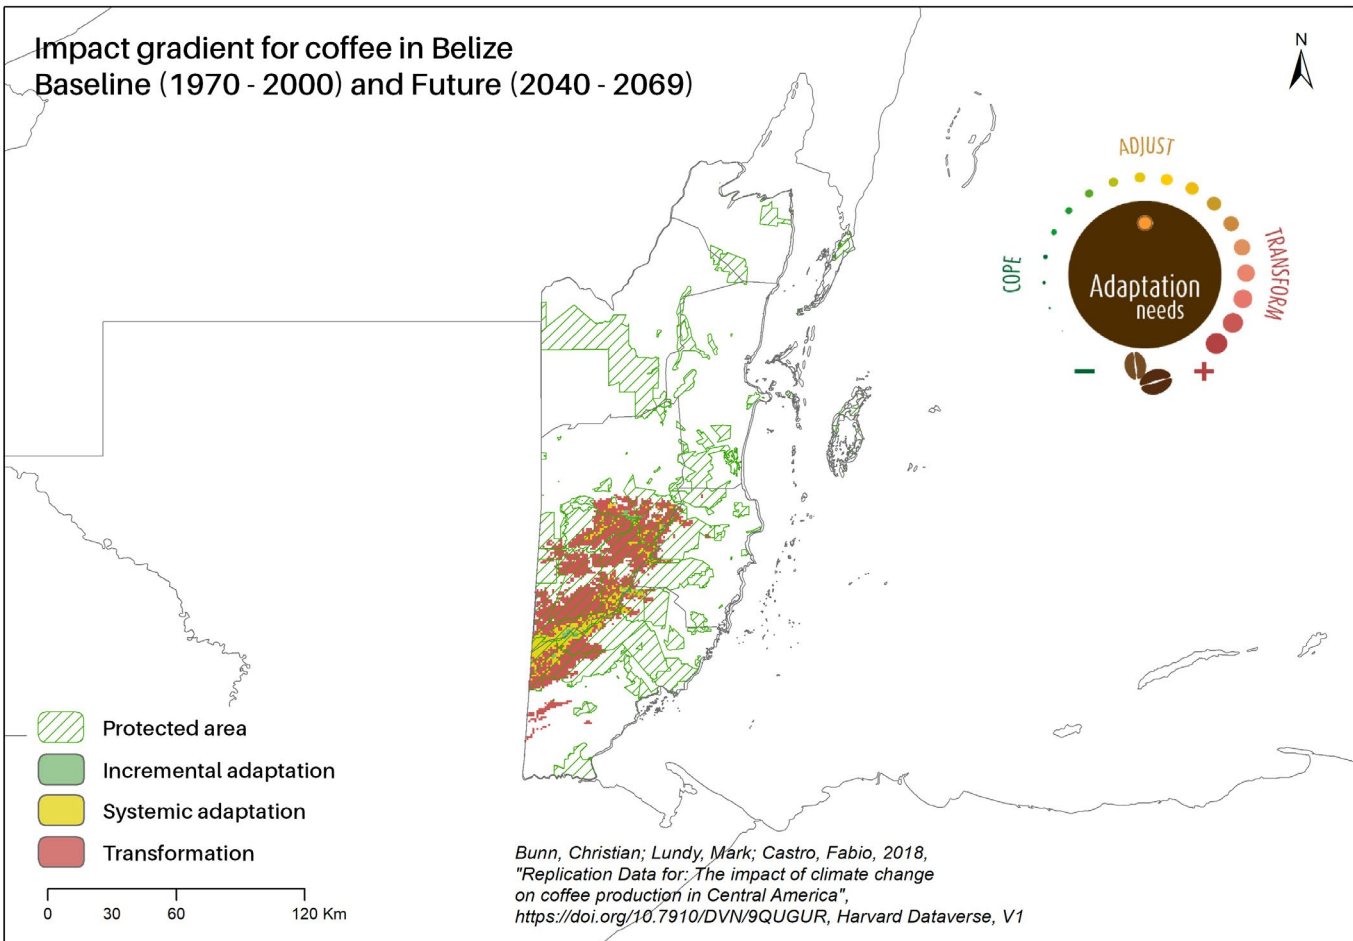 Impact gradient for coffee in Belize
Baseline (1970 - 2000) and Future (2040 - 2069)
N
ADJUST
COPE
TRANSFORM
Adaptation
needs
− +
Protected area
Incremental adaptation
Systemic adaptation
Transformation
0 30 60 120 Km
Bunn, Christian; Lundy, Mark; Castro, Fabio, 2018,
"Replication Data for: The impact of climate change
on coffee production in Central America",
https://doi.org/10.7910/DVN/9QUGUR, Harvard Dataverse, V1